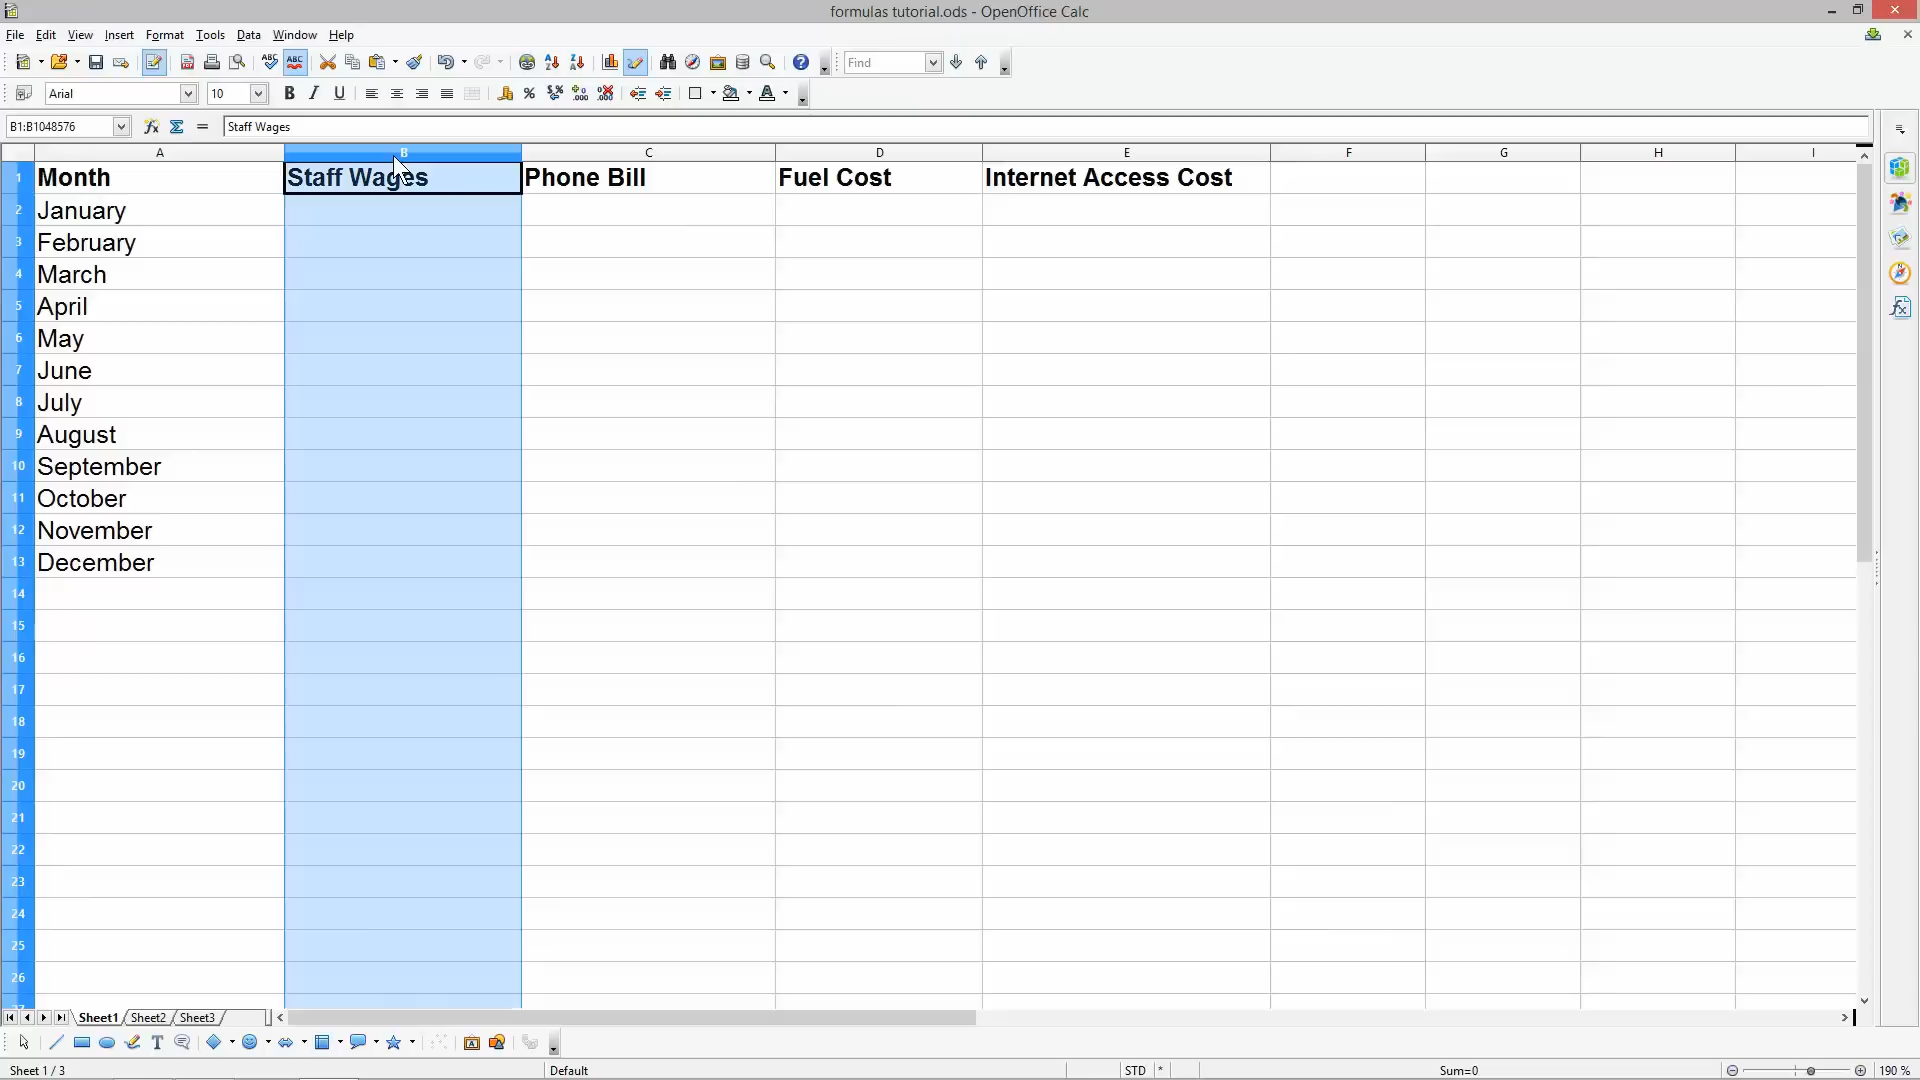 formulas tutorial.ods - OpenOffice Calc
File Edit View Insert Format Tools Data Window Help
ABC ABC Find
Arial 10 B I U
B1:B1048576 Staff Wages
A B C D E F G H I
1 Month Staff Wages Phone Bill Fuel Cost Internet Access Cost
2 January
3 February
4 March
5 April
6 May
7 June
8 July
9 August
10 September
11 October
12 November
13 December
14
15
16
17
18
19
20
21
22
23
24
25
26
Sheet1 Sheet2 Sheet3
Sheet 1 / 3 Default STD * Sum=0 190 %